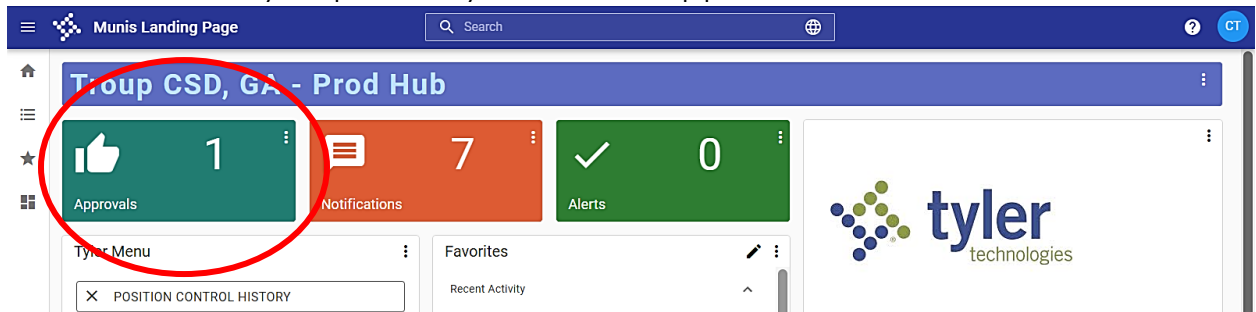 Munis Landing Page
Search
CT
Troup CSD, GA - Prod Hub
1
7
0
Approvals
Notifications
Alerts
tyler
technologies
Tyler Menu
Favorites
POSITION CONTROL HISTORY
Recent Activity